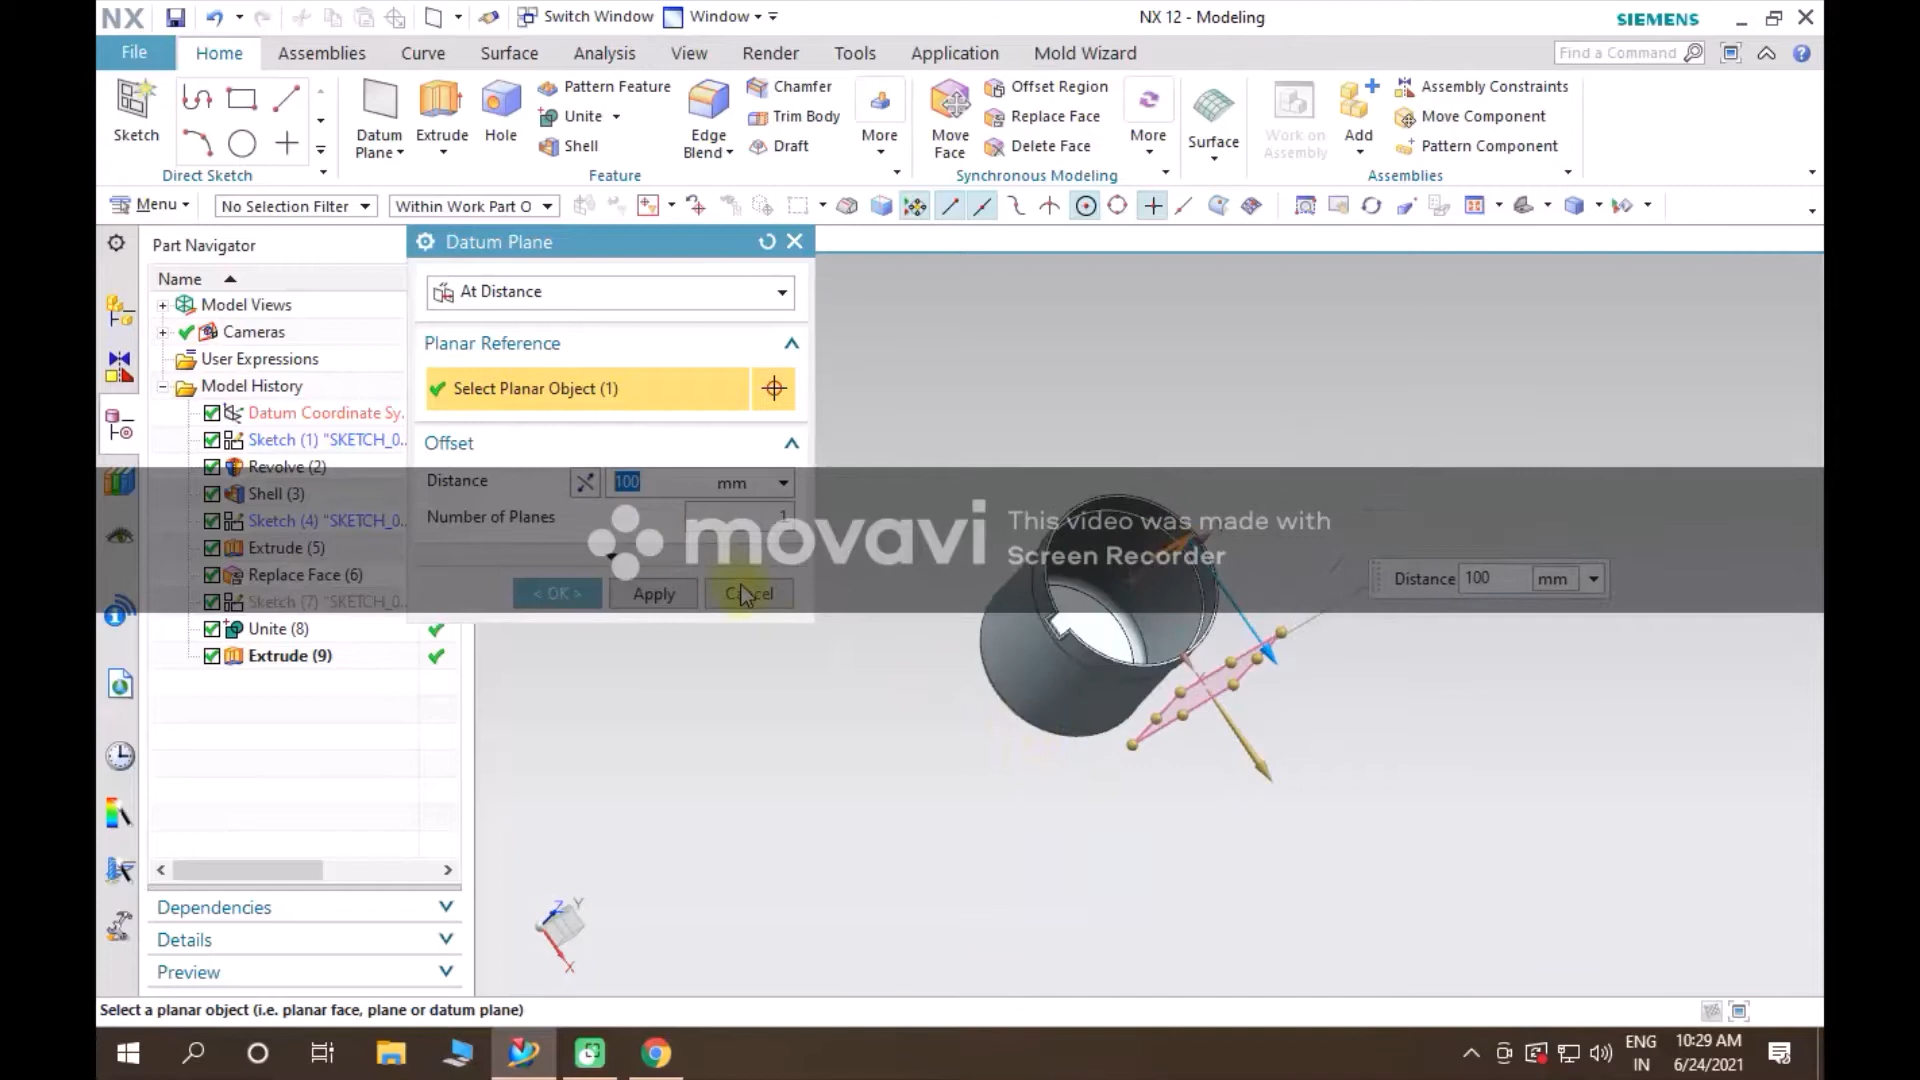 NX
Switch Window
Window
NX 12 - Modeling
SIEMENS
File
Home
Assemblies
Curve
Surface
Analysis
View
Render
Tools
Application
Mold Wizard
Find a Command
Sketch
Direct Sketch
Datum
Plane
Extrude
Hole
Pattern Feature
Unite
Shell
Edge
Blend
Chamfer
Trim Body
Draft
More
Feature
Move
Face
Offset Region
Replace Face
Delete Face
More
Synchronous Modeling
Surface
Work on
Assembly
Add
Assembly Constraints
Move Component
Pattern Component
Assemblies
Menu
No Selection Filter
Within Work Part O
Part Navigator
Name
Model Views
Cameras
User Expressions
Model History
Datum Coordinate Sy.
Sketch (1) "SKETCH_0..
Revolve (2)
Shell (3)
Sketch (4) "SKETCH_0..
Extrude (5)
Replace Face (6)
Sketch (7) "SKETCH_0..
Unite (8)
Extrude (9)
Dependencies
Details
Preview
Datum Plane
At Distance
Planar Reference
Select Planar Object (1)
Offset
Distance
100
mm
Number of Planes
1
< OK >
Apply
Cancel
movavi
This video was made with
Screen Recorder
Distance
100
mm
Z
Y
X
Select a planar object (i.e. planar face, plane or datum plane)
ENG
IN
10:29 AM
6/24/2021